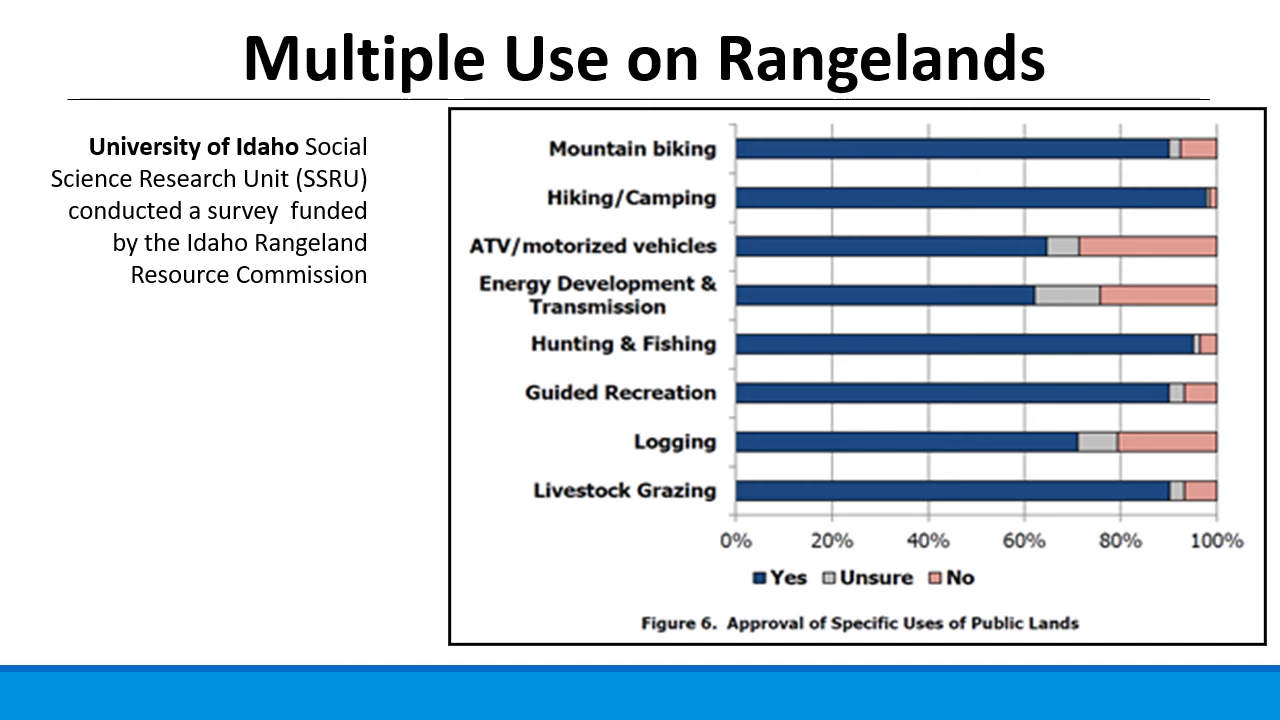 Multiple Use on Rangelands
University of Idaho Social
Science Research Unit (SSRU)
conducted a survey funded
by the Idaho Rangeland
Resource Commission
Mountain biking
Hiking/Camping
ATV/motorized vehicles
Energy Development &
Transmission
Hunting & Fishing
Guided Recreation
Logging
Livestock Grazing
0% 20% 40% 60% 80% 100%
Yes Unsure No
Figure 6. Approval of Specific Uses of Public Lands